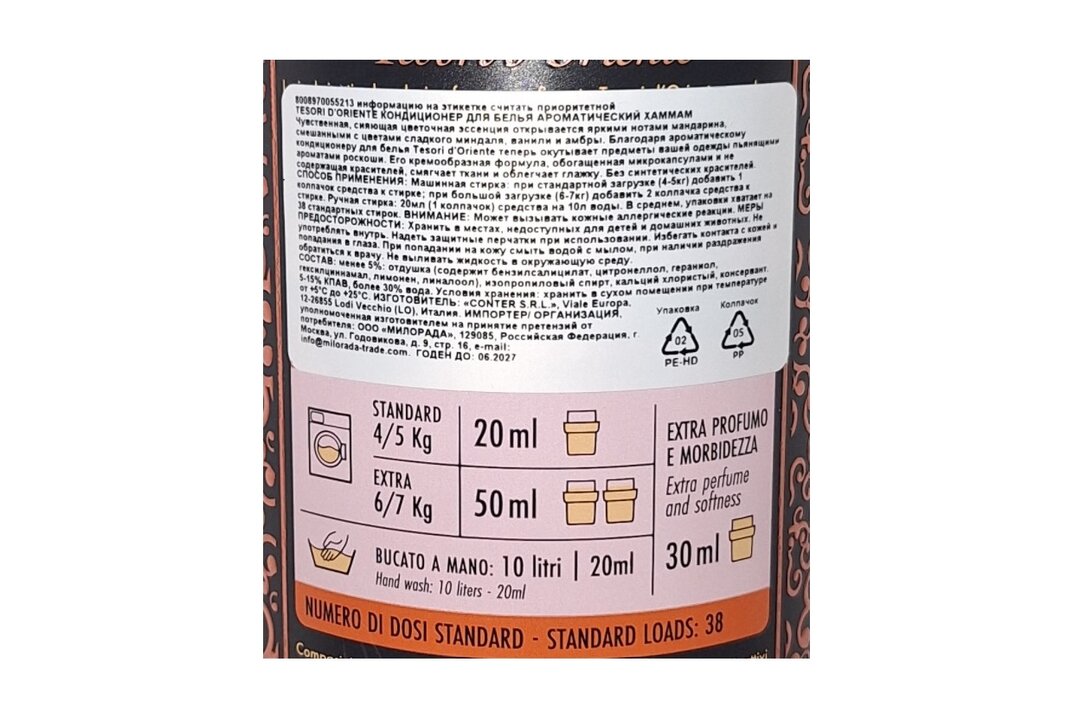 8008970055213 информацию на этикетке считать приоритетной
TESORI D'ORIENTE КОНДИЦИОНЕР ДЛЯ БЕЛЬЯ АРОМАТИЧЕСКИЙ ХАММАМ
Чувственная, сияющая цветочная эссенция открывается яркими нотами мандарина,
смешанными с цветами сладкого миндаля, ванили и амбры. Благодаря ароматическому
кондиционеру для белья Tesori d'Oriente теперь окутывает предметы вашей одежды пьянящими
ароматами роскоши. Его кремообразная формула, обогащенная микрокапсулами и не
содержащая красителей, смягчает ткани и облегчает глажку. Без синтетических красителей.
СПОСОБ ПРИМЕНЕНИЯ: Машинная стирка: при стандартной загрузке (4-5кг) добавить 1
колпачок средства к стирке; при большой загрузке (6-7кг) добавить 2 колпачка средства к
стирке. Ручная стирка: 20мл (1 колпачок) средства на 10л воды. В среднем, упаковки хватает на
38 стандартных стирок. ВНИМАНИЕ: Может вызывать кожные аллергические реакции. МЕРЫ
ПРЕДОСТОРОЖНОСТИ: Хранить в местах, недоступных для детей и домашних животных. Не
употреблять внутрь. Надеть защитные перчатки при использовании. Избегать контакта с кожей и
попадания в глаза. При попадании на кожу смыть водой с мылом, при наличии раздражения
обратиться к врачу. Не выливать жидкость в окружающую среду.
СОСТАВ: менее 5%: отдушка (содержит бензилсалицилат, цитронеллол, гераниол,
гексилциннамал, лимонен, линалоол), изопропиловый спирт, кальций хлористый, консервант.
5-15% КПАВ, более 30% вода. Условия хранения: хранить в сухом помещении при температуре
от +5°C до +25°C. ИЗГОТОВИТЕЛЬ: «CONTER S.R.L.», Viale Europa,
12-26855 Lodi Vecchio (LO), Италия. ИМПОРТЕР/ ОРГАНИЗАЦИЯ,
уполномоченная изготовителем на принятие претензий от
потребителя: ООО «МИЛОРАДА», 129085, Российская Федерация, г.
Москва, ул. Годовикова, д. 9, стр. 16, e-mail:
info@milorada-trade.com. ГОДЕН ДО: 06.2027
Упаковка Колпачок
02 05
PE-HD PP
STANDARD
4/5 Kg
20 ml
EXTRA
6/7 Kg
50 ml
BUCATO A MANO: 10 litri | 20ml
Hand wash: 10 liters - 20ml
EXTRA PROFUMO
E MORBIDEZZA
Extra perfume
and softness
30 ml
NUMERO DI DOSI STANDARD - STANDARD LOADS: 38